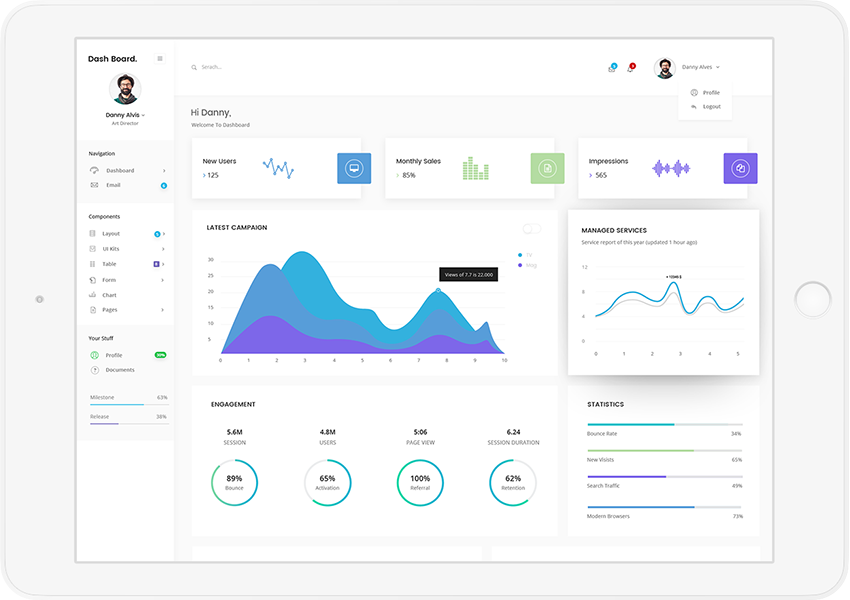 Dash Board.
Danny Alvis
Art Director
Navigation
Dashboard
Email
6
Components
Layout
5
UI Kits
Table
8
Form
Chart
Pages
Your Stuff
Profile
30%
Documents
Milestone 63%
Release 38%
Serach...
Danny Alves
Profile
Logout
Hi Danny,
Welcome To Dashboard
New Users
125
Monthly Sales
85%
Impressions
565
LATEST CAMPAIGN
30
25
20
15
10
5
0 1 2 3 4 5 6 7 8 9 10
Views of 7.7 is 22,000
TV
MANAGED SERVICES
Service report of this year (updated 1 hour ago)
12
8
4
0
0 1 2 3 4 5
ENGAGEMENT
5.6M
SESSION
89%
Bounce
4.8M
USERS
65%
Activation
5:06
PAGE VIEW
100%
Referral
6.24
SESSION DURATION
62%
Retention
STATISTICS
Bounce Rate 34%
New Visists 65%
Search Traffic 49%
Modern Browsers 73%